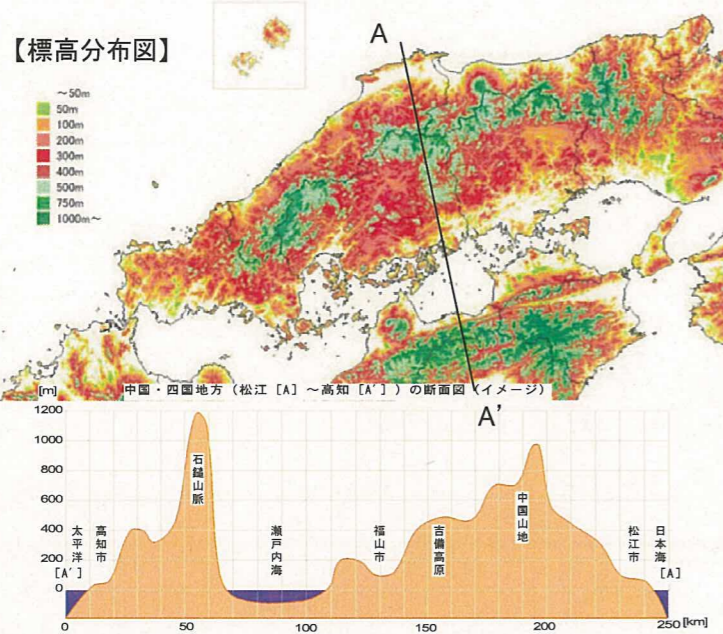 【標高分布図】
A
～50m
50m
100m
200m
300m
400m
500m
750m
1000m～
[m]
中国・四国地方（松江［A］～高知［A'］）の断面図（イメージ）
A'
1200
1000
800
600
400
200
0
太平洋
[A']
高知市
石鎚山脈
瀬戸内海
福山市
吉備高原
中国山地
松江市
日本海
[A]
0
50
100
150
200
250 [km]